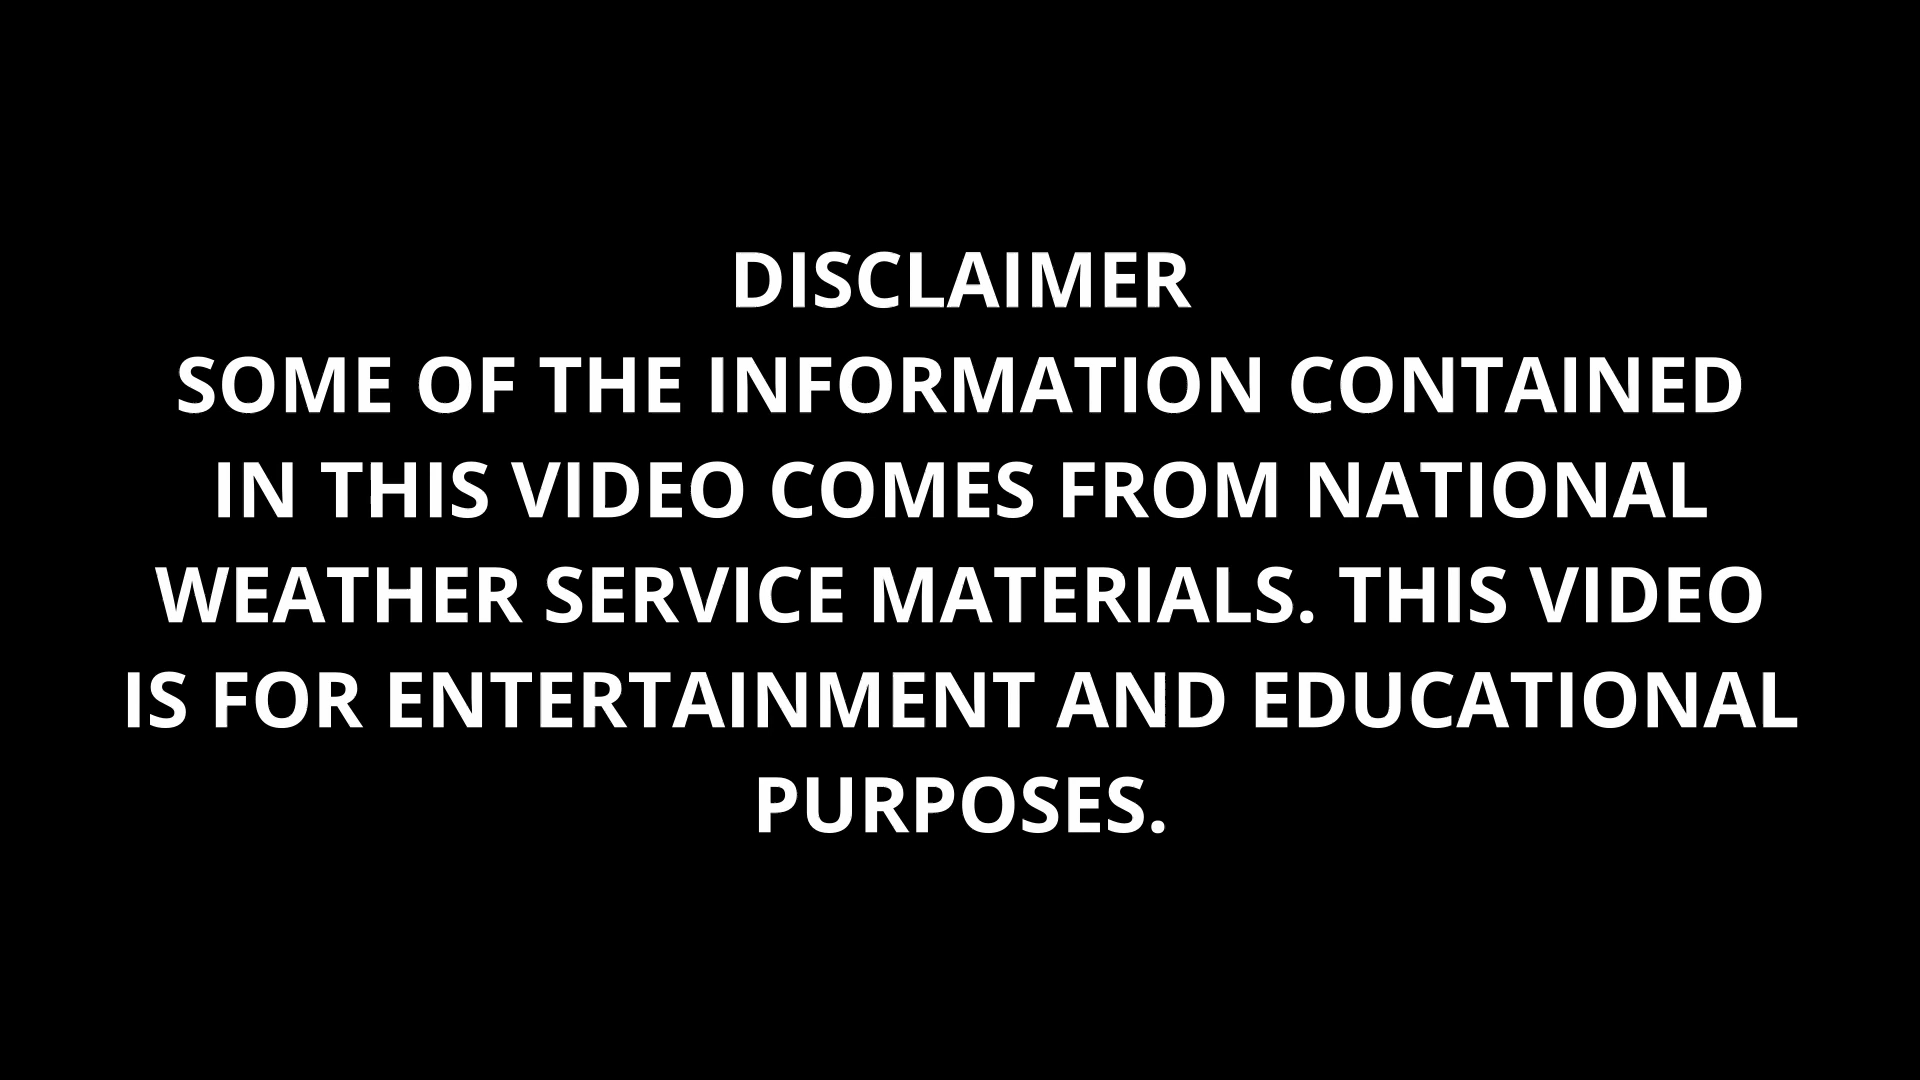 DISCLAIMER
SOME OF THE INFORMATION CONTAINED
IN THIS VIDEO COMES FROM NATIONAL
WEATHER SERVICE MATERIALS. THIS VIDEO
IS FOR ENTERTAINMENT AND EDUCATIONAL
PURPOSES.